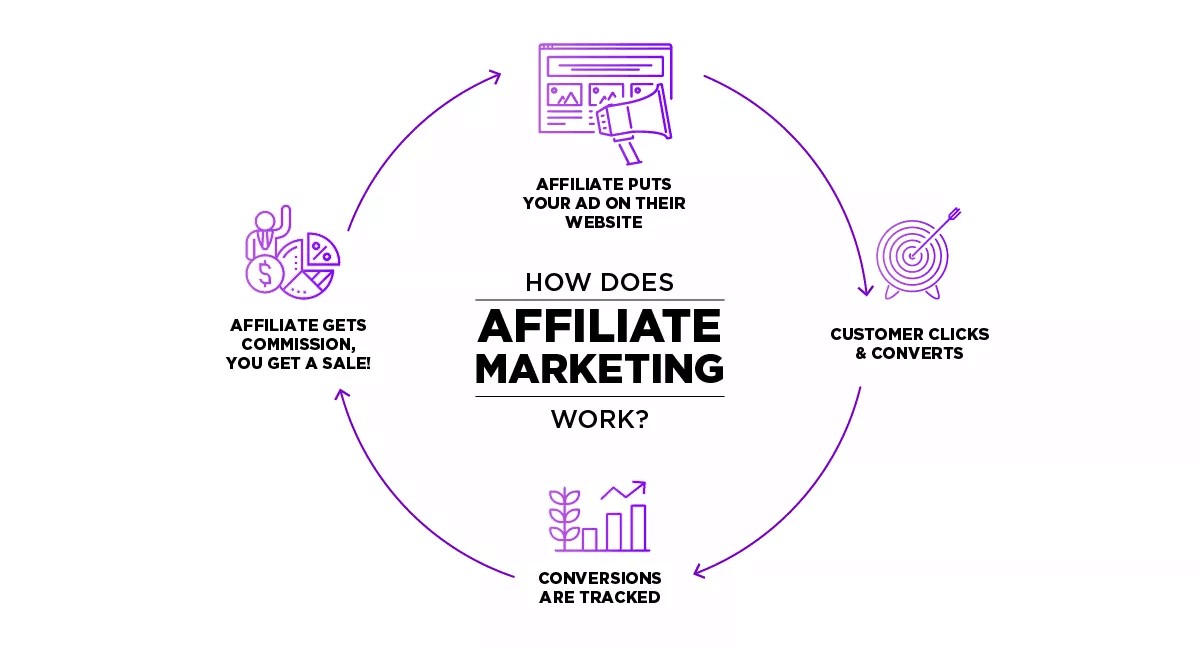 AFFILIATE PUTS
YOUR AD ON THEIR
WEBSITE
CUSTOMER CLICKS
& CONVERTS
CONVERSIONS
ARE TRACKED
AFFILIATE GETS
COMMISSION,
YOU GET A SALE!
HOW DOES
AFFILIATE
MARKETING
WORK?
%
$